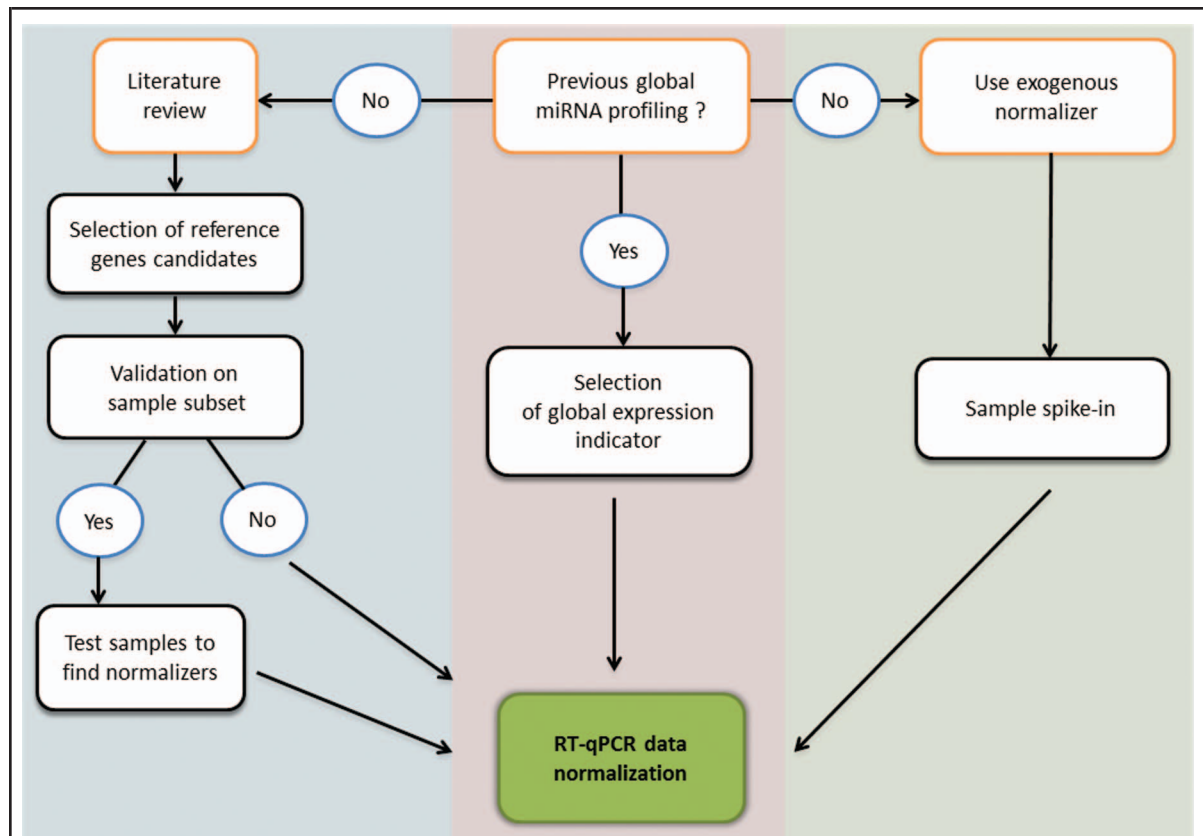 Literature
review
No
Previous global
miRNA profiling ?
No
Use exogenous
normalizer
Selection of reference
genes candidates
Yes
Validation on
sample subset
Selection
of global expression
indicator
Sample spike-in
Yes
No
Test samples to
find normalizers
RT-qPCR data
normalization